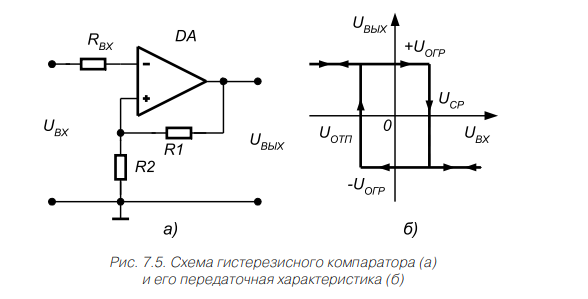 DA
R_ВХ
−
+
U_ВХ
R1
U_ВЫХ
R2
а)
U_ВЫХ
+U_ОГР
U_СР
U_ОТП
0
U_ВХ
-U_ОГР
б)
Рис. 7.5. Схема гистерезисного компаратора (а)
и его передаточная характеристика (б)